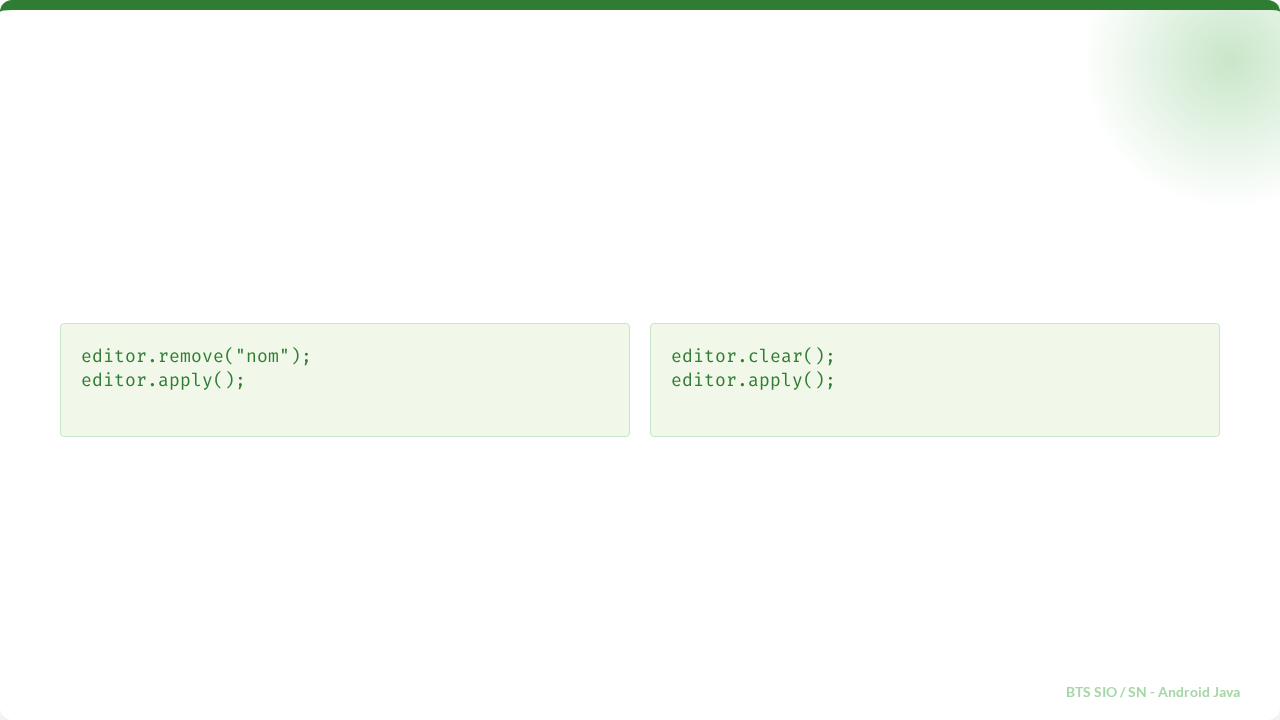 editor.remove("nom");
editor.apply();
editor.clear();
editor.apply();
BTS SIO / SN - Android Java